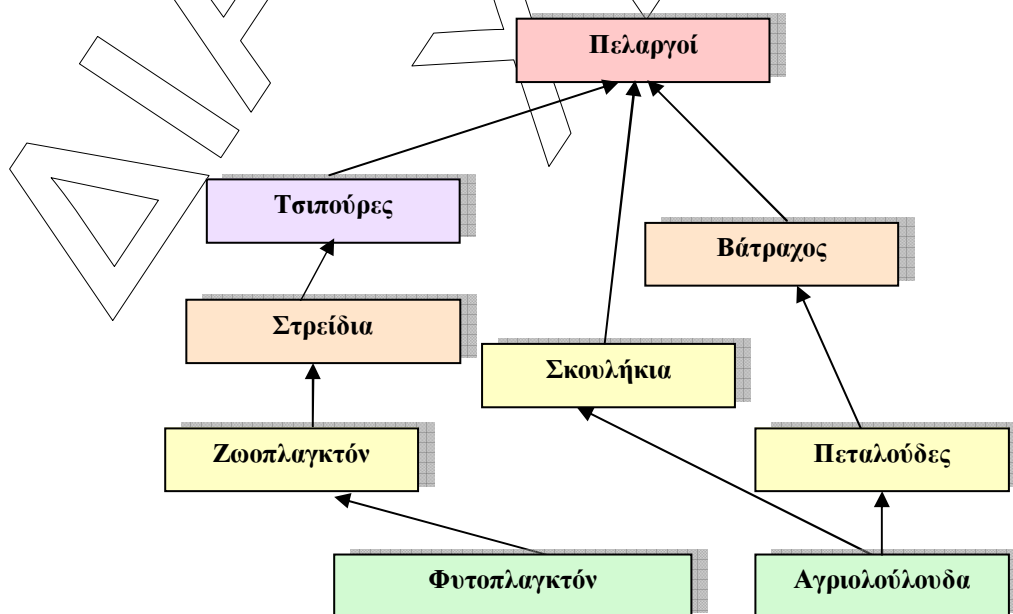 Πελαργοί
Τσιπούρες
Βάτραχος
Στρείδια
Σκουλήκια
Ζωοπλαγκτόν
Πεταλούδες
Φυτοπλαγκτόν
Αγριολούλουδα